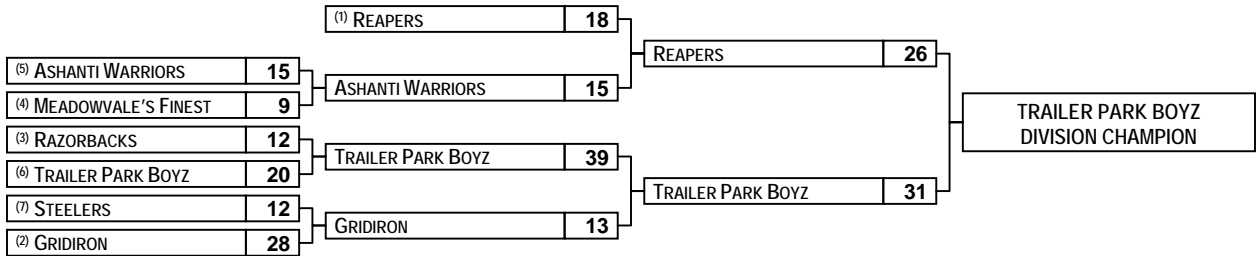 (1) REAPERS 18
REAPERS 26
(5) ASHANTI WARRIORS 15
ASHANTI WARRIORS 15
(4) MEADOWVALE'S FINEST 9
TRAILER PARK BOYZ
DIVISION CHAMPION
(3) RAZORBACKS 12
TRAILER PARK BOYZ 39
(6) TRAILER PARK BOYZ 20
TRAILER PARK BOYZ 31
(7) STEELERS 12
GRIDIRON 13
(2) GRIDIRON 28